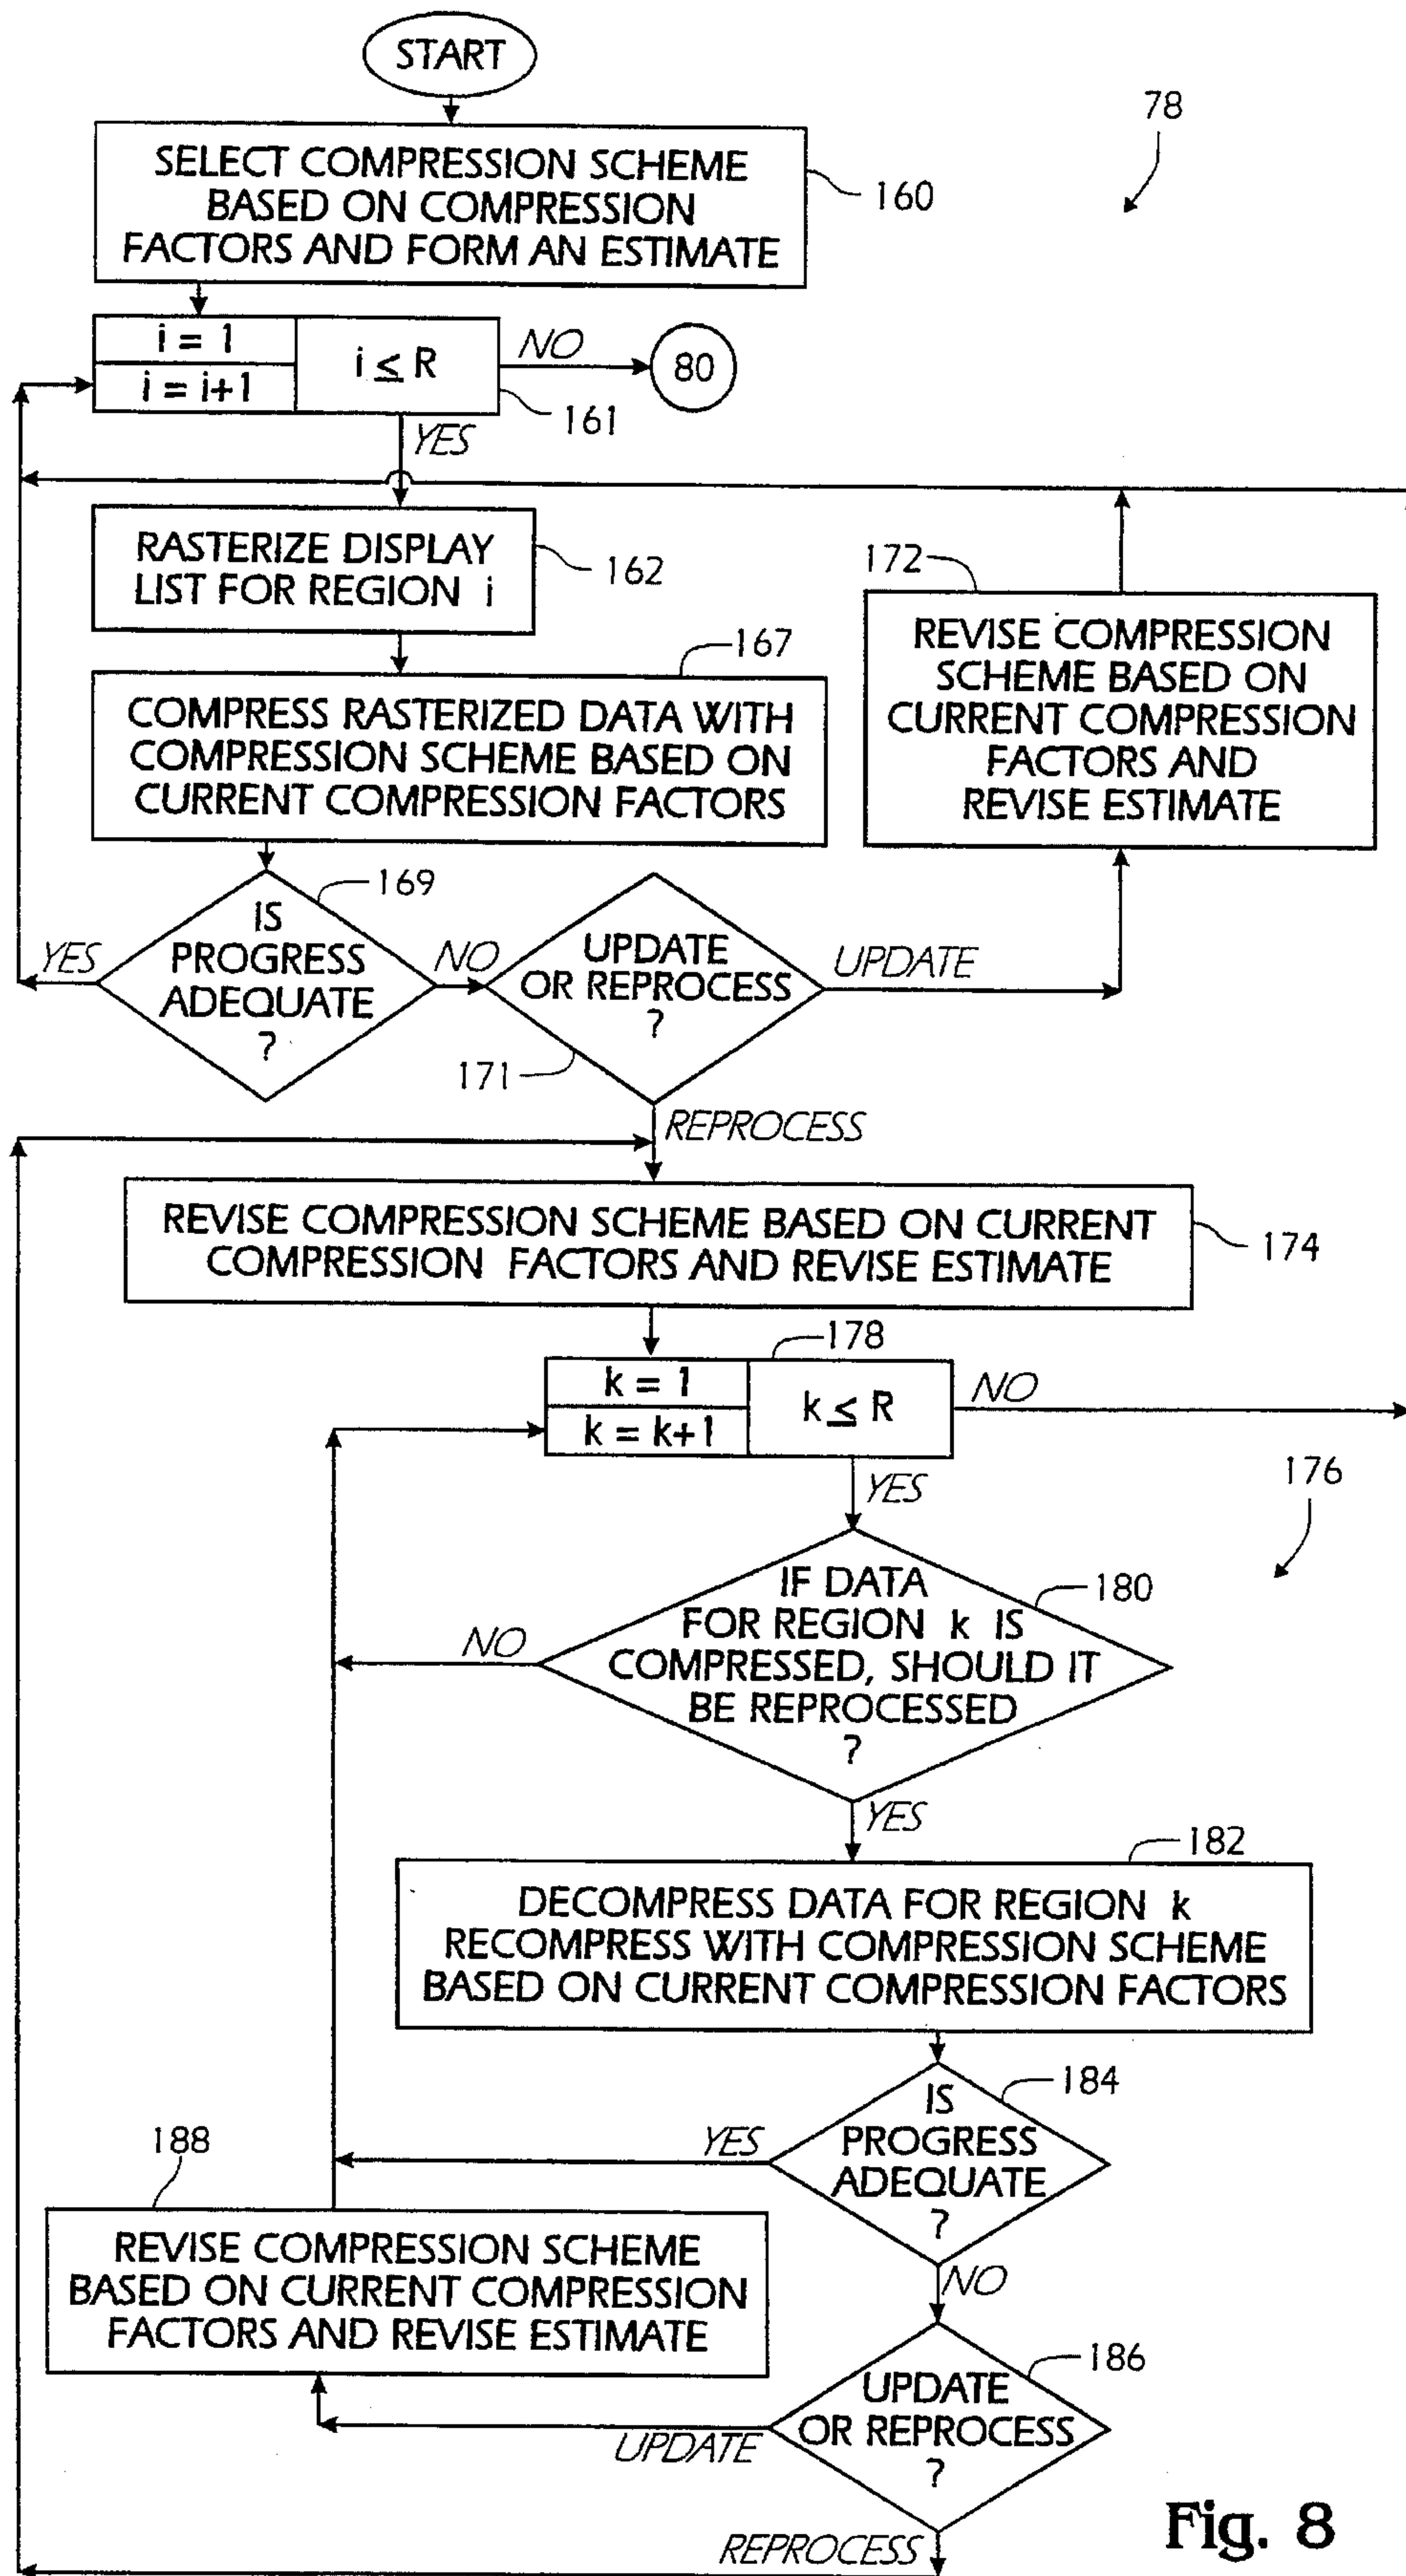 START
78
SELECT COMPRESSION SCHEME
BASED ON COMPRESSION
FACTORS AND FORM AN ESTIMATE
160
i = 1
i = i+1
i ≤ R
NO
80
161
YES
RASTERIZE DISPLAY
LIST FOR REGION i
162
172
REVISE COMPRESSION
SCHEME BASED ON
CURRENT COMPRESSION
FACTORS AND
REVISE ESTIMATE
167
COMPRESS RASTERIZED DATA WITH
COMPRESSION SCHEME BASED ON
CURRENT COMPRESSION FACTORS
169
IS
PROGRESS
ADEQUATE
?
YES
NO
UPDATE
OR REPROCESS
?
UPDATE
171
REPROCESS
REVISE COMPRESSION SCHEME BASED ON CURRENT
COMPRESSION FACTORS AND REVISE ESTIMATE
174
178
k = 1
k = k+1
k ≤ R
NO
176
YES
IF DATA
FOR REGION k IS
COMPRESSED, SHOULD IT
BE REPROCESSED
?
180
NO
YES
182
DECOMPRESS DATA FOR REGION k
RECOMPRESS WITH COMPRESSION SCHEME
BASED ON CURRENT COMPRESSION FACTORS
184
IS
PROGRESS
ADEQUATE
?
YES
188
REVISE COMPRESSION SCHEME
BASED ON CURRENT COMPRESSION
FACTORS AND REVISE ESTIMATE
NO
186
UPDATE
OR REPROCESS
?
UPDATE
REPROCESS
Fig. 8